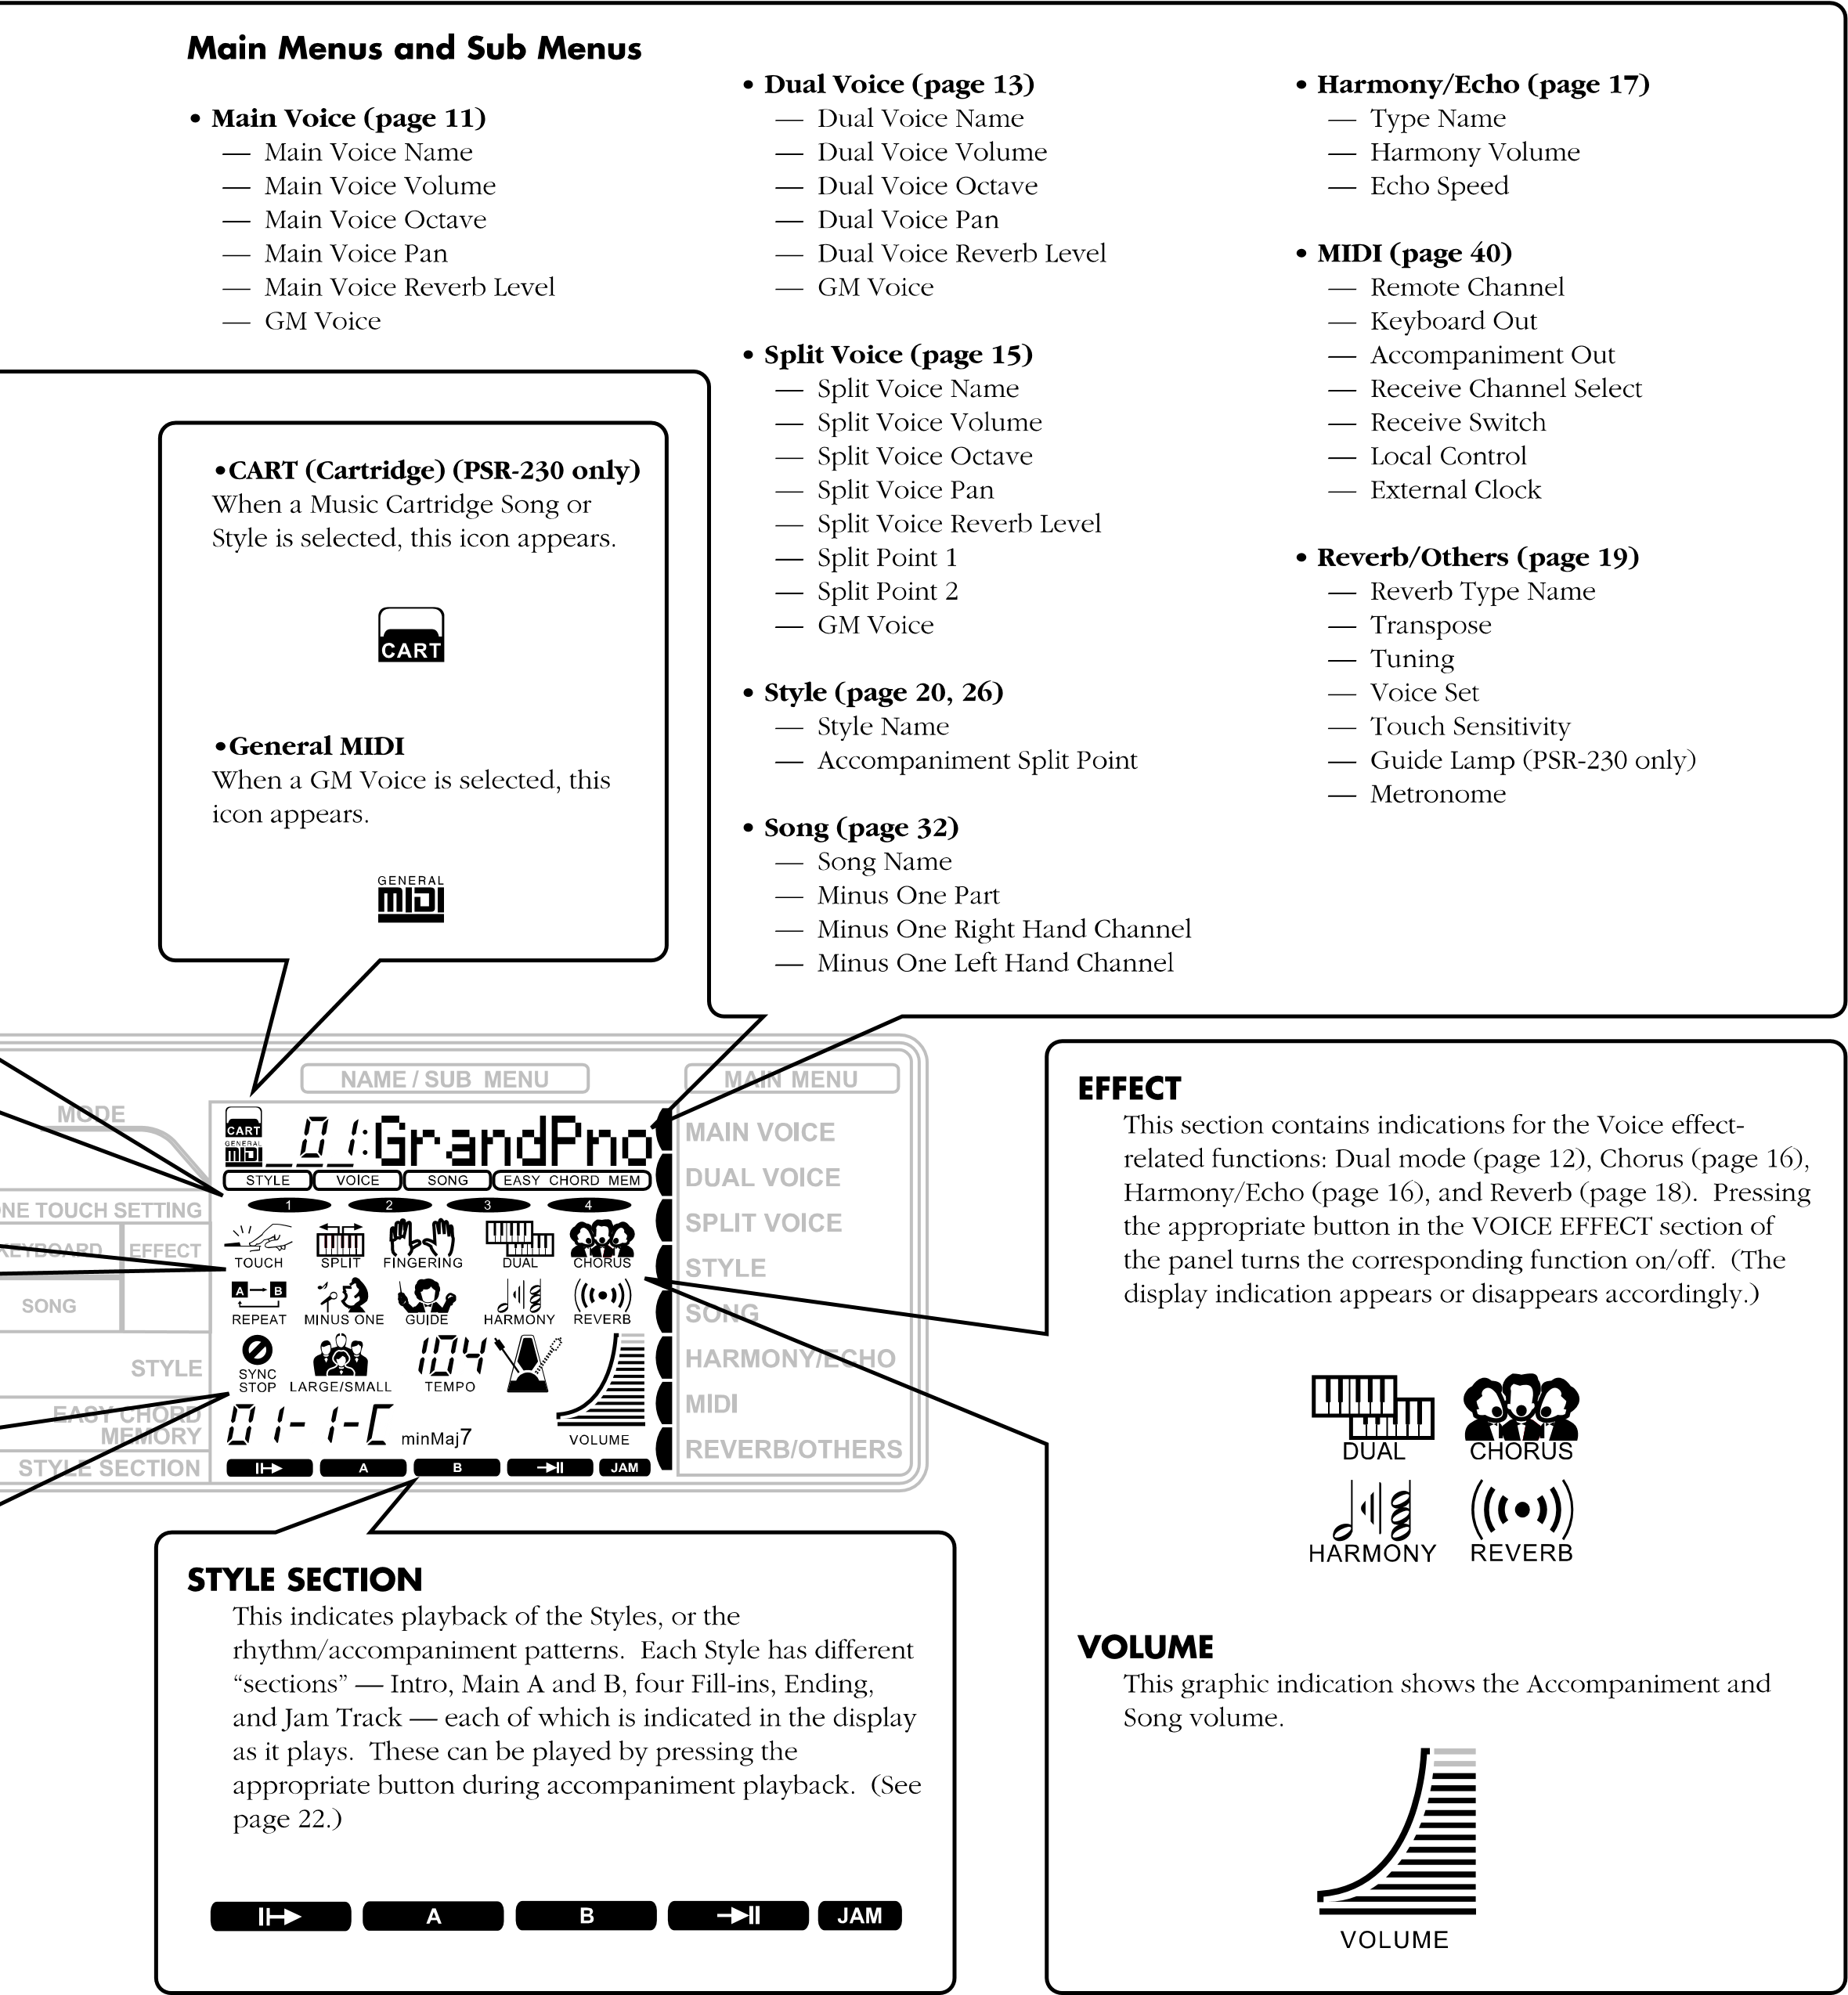 Main Menus and Sub Menus
• Main Voice (page 11)
— Main Voice Name
— Main Voice Volume
— Main Voice Octave
— Main Voice Pan
— Main Voice Reverb Level
— GM Voice
• Dual Voice (page 13)
— Dual Voice Name
— Dual Voice Volume
— Dual Voice Octave
— Dual Voice Pan
— Dual Voice Reverb Level
— GM Voice
• Split Voice (page 15)
— Split Voice Name
— Split Voice Volume
— Split Voice Octave
— Split Voice Pan
— Split Voice Reverb Level
— Split Point 1
— Split Point 2
— GM Voice
• Style (page 20, 26)
— Style Name
— Accompaniment Split Point
• Song (page 32)
— Song Name
— Minus One Part
— Minus One Right Hand Channel
— Minus One Left Hand Channel
• Harmony/Echo (page 17)
— Type Name
— Harmony Volume
— Echo Speed
• MIDI (page 40)
— Remote Channel
— Keyboard Out
— Accompaniment Out
— Receive Channel Select
— Receive Switch
— Local Control
— External Clock
• Reverb/Others (page 19)
— Reverb Type Name
— Transpose
— Tuning
— Voice Set
— Touch Sensitivity
— Guide Lamp (PSR-230 only)
— Metronome
•CART (Cartridge) (PSR-230 only)
When a Music Cartridge Song or
Style is selected, this icon appears.
CART
•General MIDI
When a GM Voice is selected, this
icon appears.
GENERAL
MIDI
NAME / SUB MENU
MAIN MENU
MODE
NE TOUCH SETTING
KEYBOARD
EFFECT
SONG
STYLE
EASY CHORD
MEMORY
STYLE SECTION
CART
GENERAL
MIDI
01:GrandPno
STYLE VOICE SONG EASY CHORD MEM
1 2 3 4
TOUCH SPLIT FINGERING DUAL CHORUS
A B
REPEAT MINUS ONE GUIDE HARMONY REVERB
104
SYNC
STOP LARGE/SMALL TEMPO
01-1-C minMaj7
VOLUME
A B JAM
MAIN VOICE
DUAL VOICE
SPLIT VOICE
STYLE
SONG
HARMONY/ECHO
MIDI
REVERB/OTHERS
EFFECT
This section contains indications for the Voice effect-
related functions: Dual mode (page 12), Chorus (page 16),
Harmony/Echo (page 16), and Reverb (page 18). Pressing
the appropriate button in the VOICE EFFECT section of
the panel turns the corresponding function on/off. (The
display indication appears or disappears accordingly.)
DUAL CHORUS
HARMONY REVERB
VOLUME
This graphic indication shows the Accompaniment and
Song volume.
VOLUME
STYLE SECTION
This indicates playback of the Styles, or the
rhythm/accompaniment patterns. Each Style has different
“sections” — Intro, Main A and B, four Fill-ins, Ending,
and Jam Track — each of which is indicated in the display
as it plays. These can be played by pressing the
appropriate button during accompaniment playback. (See
page 22.)
A B JAM